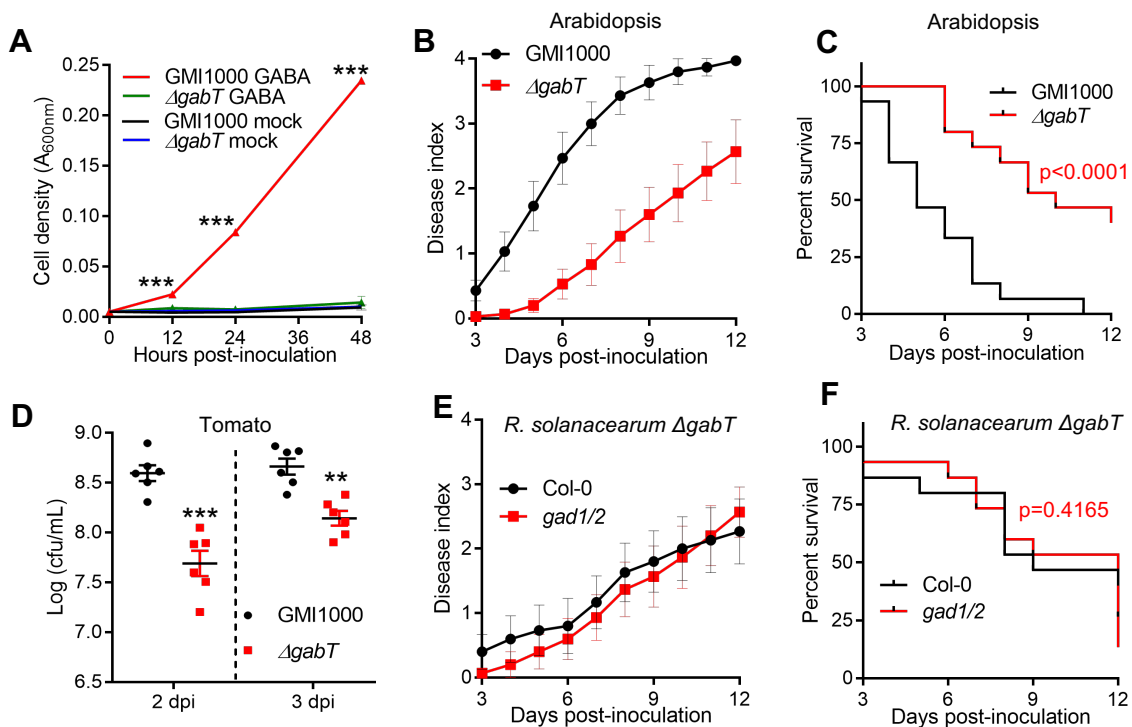 A
0.25
0.20
0.15
0.10
0.05
0.00
Cell density (A600nm)
GMI1000 GABA
ΔgabT GABA
GMI1000 mock
ΔgabT mock
***
***
***
0 12 24 36 48
Hours post-inoculation
B
Arabidopsis
GMI1000
ΔgabT
4
3
2
1
0
Disease index
3 6 9 12
Days post-inoculation
C
Arabidopsis
GMI1000
ΔgabT
p<0.0001
100
75
50
25
0
Percent survival
3 6 9 12
Days post-inoculation
D
Tomato
9.0
8.5
8.0
7.5
7.0
6.5
Log (cfu/mL)
***
**
GMI1000
ΔgabT
2 dpi 3 dpi
E
R. solanacearum ΔgabT
Col-0
gad1/2
4
3
2
1
0
Disease index
3 6 9 12
Days post-inoculation
F
R. solanacearum ΔgabT
100
75
50
25
0
Percent survival
p=0.4165
Col-0
gad1/2
3 6 9 12
Days post-inoculation